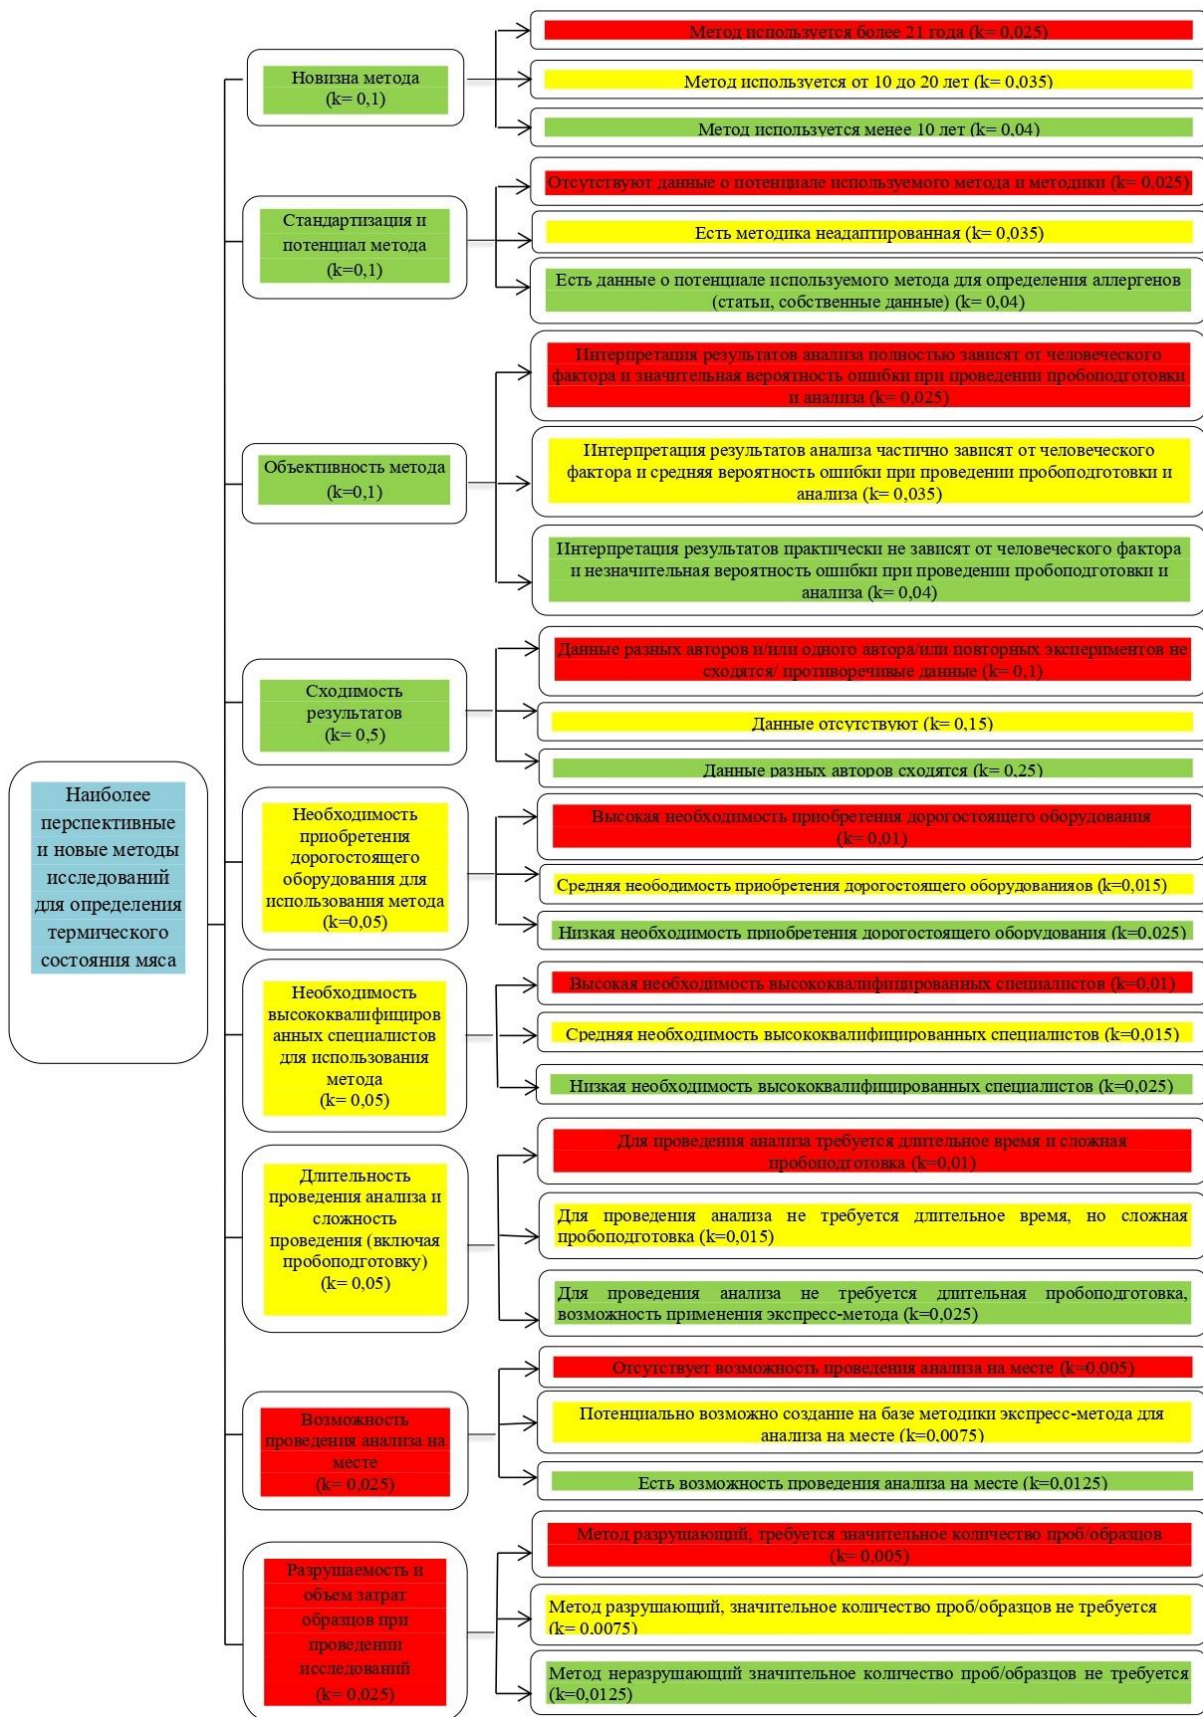 Наиболее
перспективные
и новые методы
исследований
для определения
термического
состояния мяса
Новизна метода
(k= 0,1)
Метод используется более 21 года (k= 0,025)
Метод используется от 10 до 20 лет (k= 0,035)
Метод используется менее 10 лет (k= 0,04)
Стандартизация и
потенциал метода
(k=0,1)
Отсутствуют данные о потенциале используемого метода и методики (k= 0,025)
Есть методика неадаптированная (k= 0,035)
Есть данные о потенциале используемого метода для определения аллергенов
(статьи, собственные данные) (k= 0,04)
Объективность метода
(k=0,1)
Интерпретация результатов анализа полностью зависят от человеческого
фактора и значительная вероятность ошибки при проведении пробоподготовки
и анализа (k= 0,025)
Интерпретация результатов анализа частично зависят от человеческого
фактора и средняя вероятность ошибки при проведении пробоподготовки и
анализа (k= 0,035)
Интерпретация результатов практически не зависят от человеческого фактора
и незначительная вероятность ошибки при проведении пробоподготовки и
анализа (k= 0,04)
Сходимость
результатов
(k= 0,5)
Данные разных авторов и/или одного автора/или повторных экспериментов не
сходятся/ противоречивые данные (k= 0,1)
Данные отсутствуют (k= 0,15)
Данные разных авторов сходятся (k= 0,25)
Необходимость
приобретения
дорогостоящего
оборудования для
использования метода
(k=0,05)
Высокая необходимость приобретения дорогостоящего оборудования
(k= 0,01)
Средняя неободимость приобретения дорогостоящего оборудованияов (k=0,015)
Низкая необходимость приобретения дорогостоящего оборудования (k=0,025)
Необходимость
высококвалифициров
анных специалистов
для использования
метода
(k= 0,05)
Высокая необходимость высококвалифицированных специалистов (k=0,01)
Средняя необходимость высококвалифицированных специалистов (k=0,015)
Низкая необходимость высококвалифицированных специалистов (k=0,025)
Длительность
проведения анализа и
сложность
проведения (включая
пробоподготовку)
(k= 0,05)
Для проведения анализа требуется длительное время и сложная
пробоподготовка (k=0,01)
Для проведения анализа не требуется длительное время, но сложная
пробоподготовка (k=0,015)
Для проведения анализа не требуется длительная пробоподготовка,
возможность применения экспресс-метода (k=0,025)
Возможность
проведения анализа на
месте
(k= 0,025)
Отсутствует возможность проведения анализа на месте (k=0,005)
Потенциально возможно создание на базе методики экспресс-метода для
анализа на месте (k=0,0075)
Есть возможность проведения анализа на месте (k=0,0125)
Разрушаемость и
объем затрат
образцов при
проведении
исследований
(k= 0,025)
Метод разрушающий, требуется значительное количество проб/образцов
(k= 0,005)
Метод разрушающий, значительное количество проб/образцов не требуется
(k= 0,0075)
Метод неразрушающий значительное количество проб/образцов не требуется
(k=0,0125)